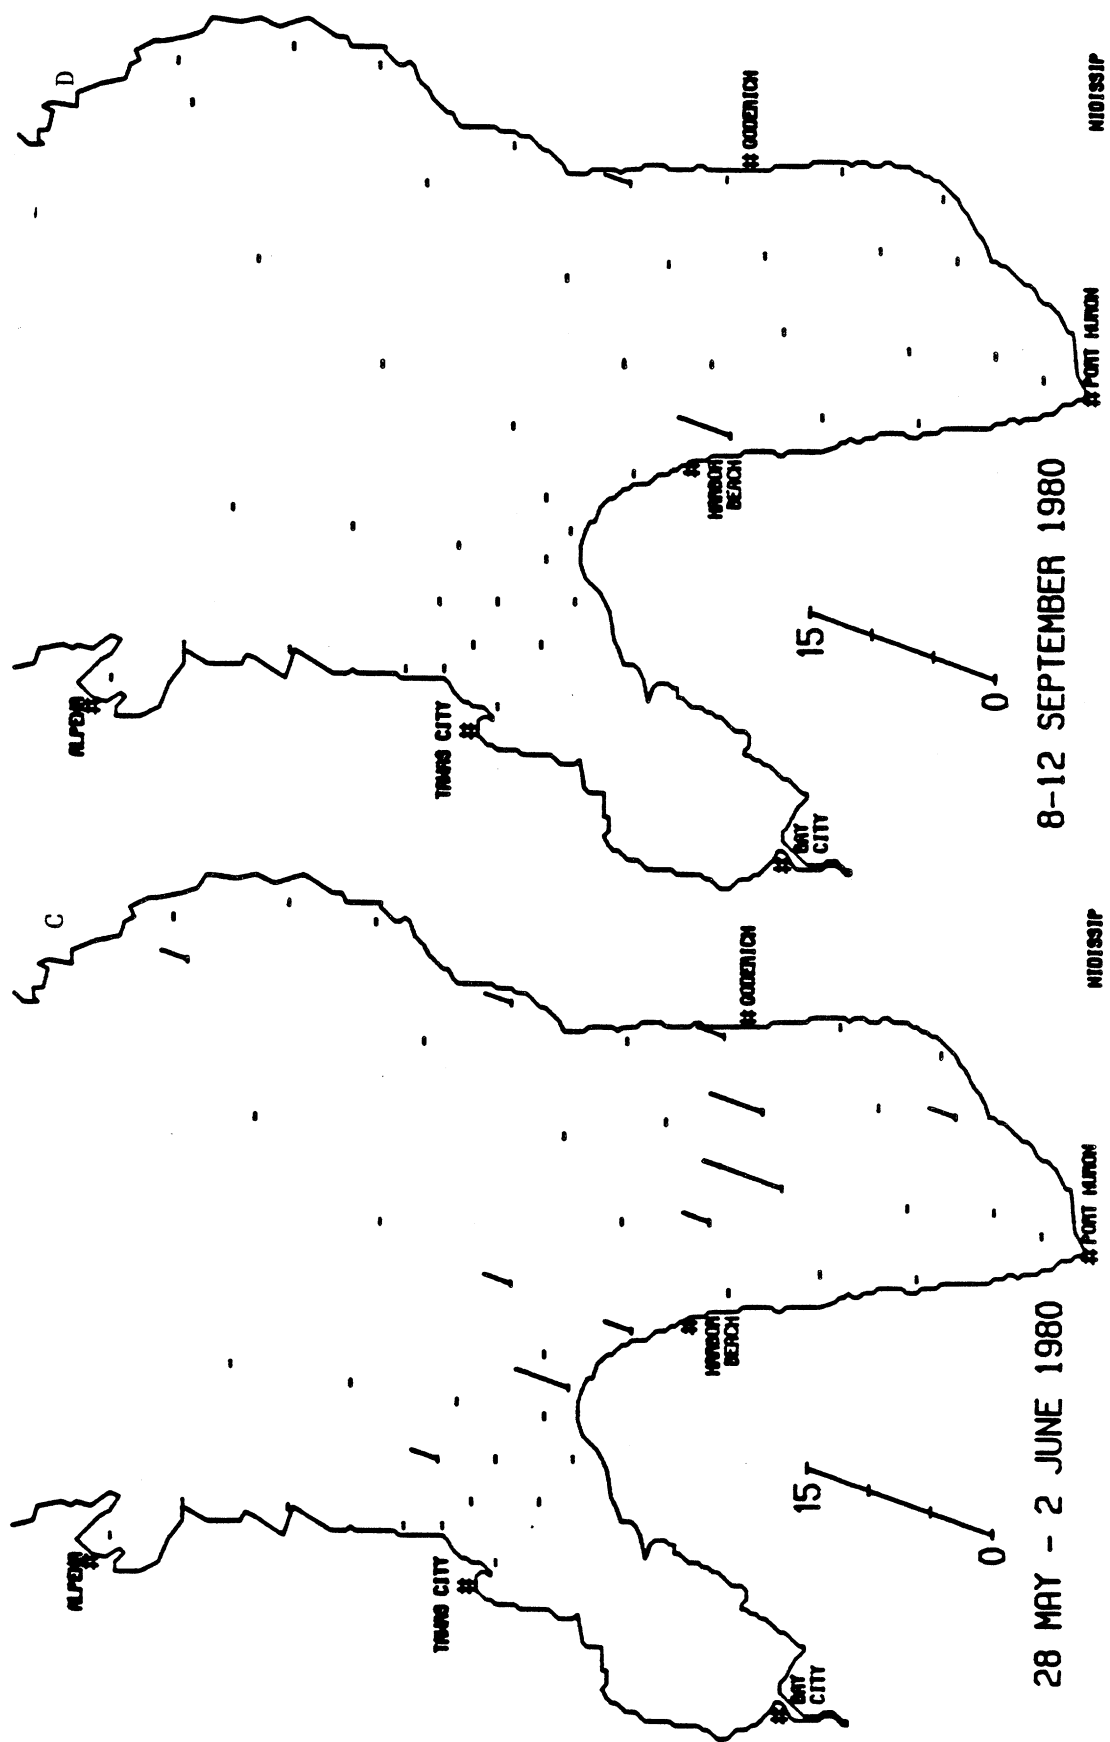 C
ALPENA
#
TAWAS CITY
#
#
BAY
CITY
#
HARBOR
BEACH
# GODERICH
# PORT HURON
15
0
28 MAY - 2 JUNE 1980
NIDISSIP
D
ALPENA
#
TAWAS CITY
#
#
BAY
CITY
#
HARBOR
BEACH
# GODERICH
# PORT HURON
15
0
8-12 SEPTEMBER 1980
NIDISSIP